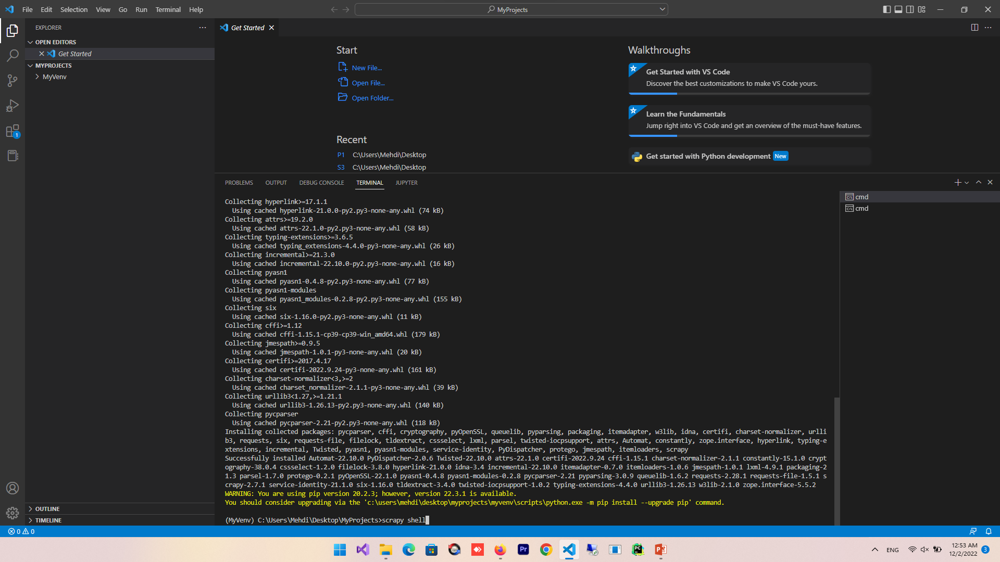 File Edit Selection View Go Run Terminal Help
MyProjects
EXPLORER
OPEN EDITORS
Get Started
MYPROJECTS
MyVenv
OUTLINE
TIMELINE
1
Get Started
Start
New File...
Open File...
Open Folder...
Recent
P1 C:\Users\Mehdi\Desktop
S3 C:\Users\Mehdi\Desktop
Walkthroughs
Get Started with VS Code
Discover the best customizations to make VS Code yours.
Learn the Fundamentals
Jump right into VS Code and get an overview of the must-have features.
Get started with Python development New
PROBLEMS OUTPUT DEBUG CONSOLE TERMINAL JUPYTER
Collecting hyperlink>=17.1.1
Using cached hyperlink-21.0.0-py2.py3-none-any.whl (74 kB)
Collecting attrs>=19.2.0
Using cached attrs-22.1.0-py2.py3-none-any.whl (58 kB)
Collecting typing-extensions>=3.6.5
Using cached typing_extensions-4.4.0-py3-none-any.whl (26 kB)
Collecting incremental>=21.3.0
Using cached incremental-22.10.0-py2.py3-none-any.whl (16 kB)
Collecting pyasn1
Using cached pyasn1-0.4.8-py2.py3-none-any.whl (77 kB)
Collecting pyasn1-modules
Using cached pyasn1_modules-0.2.8-py2.py3-none-any.whl (155 kB)
Collecting six
Using cached six-1.16.0-py2.py3-none-any.whl (11 kB)
Collecting cffi>=1.12
Using cached cffi-1.15.1-cp39-cp39-win_amd64.whl (179 kB)
Collecting jmespath>=0.9.5
Using cached jmespath-1.0.1-py3-none-any.whl (20 kB)
Collecting certifi>=2017.4.17
Using cached certifi-2022.9.24-py3-none-any.whl (161 kB)
Collecting charset-normalizer<3,>=2
Using cached charset_normalizer-2.1.1-py3-none-any.whl (39 kB)
Collecting urllib3<1.27,>=1.21.1
Using cached urllib3-1.26.13-py2.py3-none-any.whl (140 kB)
Collecting pycparser
Using cached pycparser-2.21-py2.py3-none-any.whl (118 kB)
Installing collected packages: pycparser, cffi, cryptography, pyOpenSSL, queuelib, pyparsing, packaging, itemadapter, w3lib, idna, certifi, charset-normalizer, urlli
b3, requests, six, requests-file, filelock, tldextract, cssselect, lxml, parsel, twisted-iocpsupport, attrs, Automat, constantly, zope.interface, hyperlink, typing-e
xtensions, incremental, Twisted, pyasn1, pyasn1-modules, service-identity, PyDispatcher, protego, jmespath, itemloaders, scrapy
Successfully installed Automat-22.10.0 PyDispatcher-2.0.6 Twisted-22.10.0 attrs-22.1.0 certifi-2022.9.24 cffi-1.15.1 charset-normalizer-2.1.1 constantly-15.1.0 crypt
ography-38.0.4 cssselect-1.2.0 filelock-3.8.0 hyperlink-21.0.0 idna-3.4 incremental-22.10.0 itemadapter-0.7.0 itemloaders-1.0.6 jmespath-1.0.1 lxml-4.9.1 packaging-2
1.3 parsel-1.7.0 protego-0.2.1 pyOpenSSL-22.1.0 pyasn1-0.4.8 pyasn1-modules-0.2.8 pycparser-2.21 pyparsing-3.0.9 queuelib-1.6.2 requests-2.28.1 requests-file-1.5.1 s
crapy-2.7.1 service-identity-21.1.0 six-1.16.0 tldextract-3.4.0 twisted-iocpsupport-1.0.2 typing-extensions-4.4.0 urllib3-1.26.13 w3lib-2.1.0 zope.interface-5.5.2
WARNING: You are using pip version 20.2.3; however, version 22.3.1 is available.
You should consider upgrading via the 'c:\users\mehdi\desktop\myprojects\myvenv\scripts\python.exe -m pip install --upgrade pip' command.
(MyVenv) C:\Users\Mehdi\Desktop\MyProjects>scrapy shell
cmd
cmd
0 0
Pr
PC
P
ENG
12:53 AM
12/2/2022
3